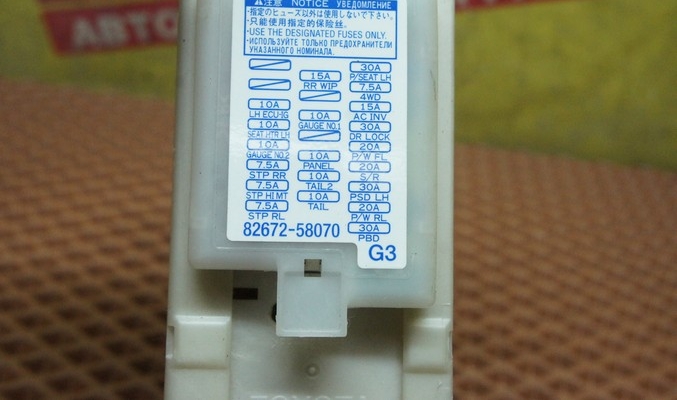 АВТО
⚠注意 NOTICE УВЕДОМЛЕНИЕ
・指定のヒューズ以外は使用しないで下さい。
・只能使用指定的保险丝。
・USE THE DESIGNATED FUSES ONLY.
・ИСПОЛЬЗУЙТЕ ТОЛЬКО ПРЕДОХРАНИТЕЛИ
УКАЗАННОГО НОМИНАЛА.
10A
LH ECU-IG
10A
SEAT HTR LH
10A
GAUGE NO.2
7.5A
STP RR
7.5A
STP HI MT
7.5A
STP RL
15A
RR WIP
10A
GAUGE NO.1
10A
PANEL
10A
TAIL2
10A
TAIL
30A
P/SEAT LH
7.5A
4WD
15A
AC INV
30A
DR LOCK
20A
P/W FL
20A
S/R
30A
PSD LH
20A
P/W RL
30A
PBD
82672-58070
G3
TOYOTA